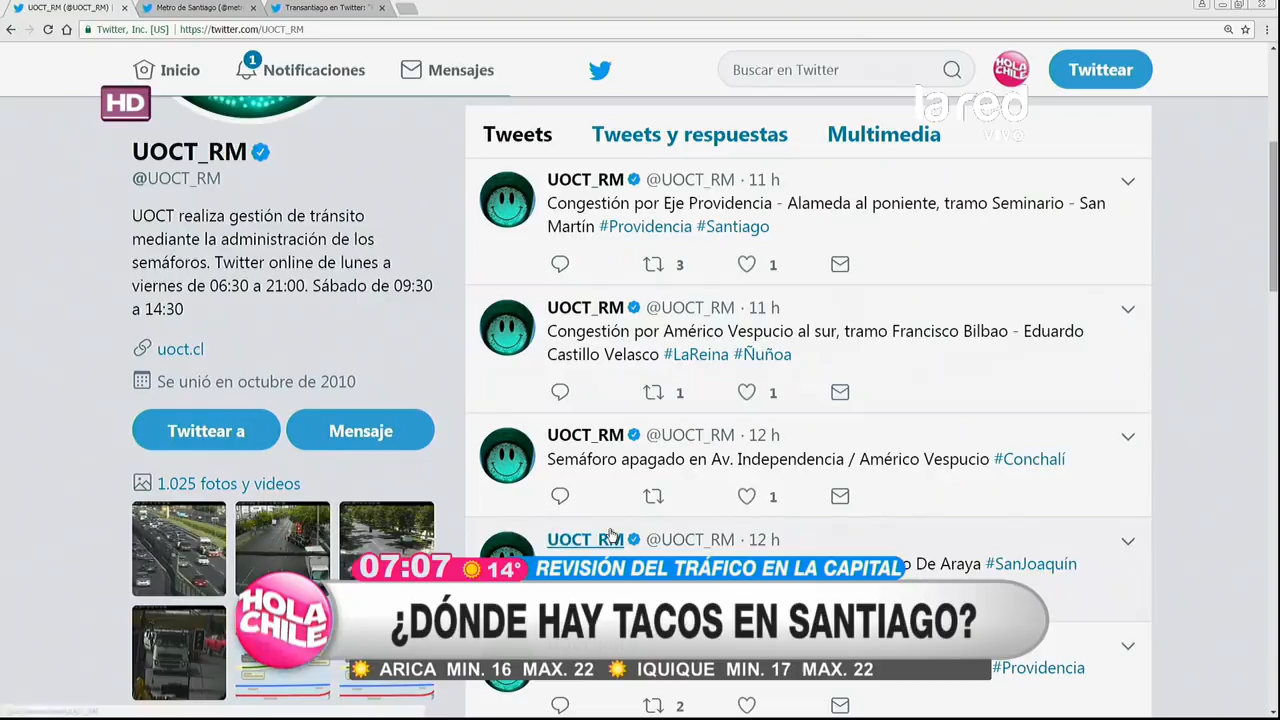 UOCT_RM (@UOCT_RM)
Metro de Santiago (@met
Transantiago en Twitter: "
Twitter, Inc. [US]
https://twitter.com/UOCT_RM
Inicio
1
Notificaciones
Mensajes
Buscar en Twitter
HOLA CHILE
Twittear
HD
la red
vivo
UOCT_RM
@UOCT_RM
UOCT realiza gestión de tránsito
mediante la administración de los
semáforos. Twitter online de lunes a
viernes de 06:30 a 21:00. Sábado de 09:30
a 14:30
uoct.cl
Se unió en octubre de 2010
Twittear a
Mensaje
1.025 fotos y videos
Tweets
Tweets y respuestas
Multimedia
UOCT_RM @UOCT_RM · 11 h
Congestión por Eje Providencia - Alameda al poniente, tramo Seminario - San
Martín #Providencia #Santiago
3 1
UOCT_RM @UOCT_RM · 11 h
Congestión por Américo Vespucio al sur, tramo Francisco Bilbao - Eduardo
Castillo Velasco #LaReina #Ñuñoa
1 1
UOCT_RM @UOCT_RM · 12 h
Semáforo apagado en Av. Independencia / Américo Vespucio #Conchalí
1
UOCT_RM @UOCT_RM · 12 h
o De Araya #SanJoaquín
#Providencia
2
07:07 14° REVISIÓN DEL TRÁFICO EN LA CAPITAL
HOLA
CHILE
¿DÓNDE HAY TACOS EN SANTIAGO?
ARICA MIN. 16 MAX. 22 IQUIQUE MIN. 17 MAX. 22